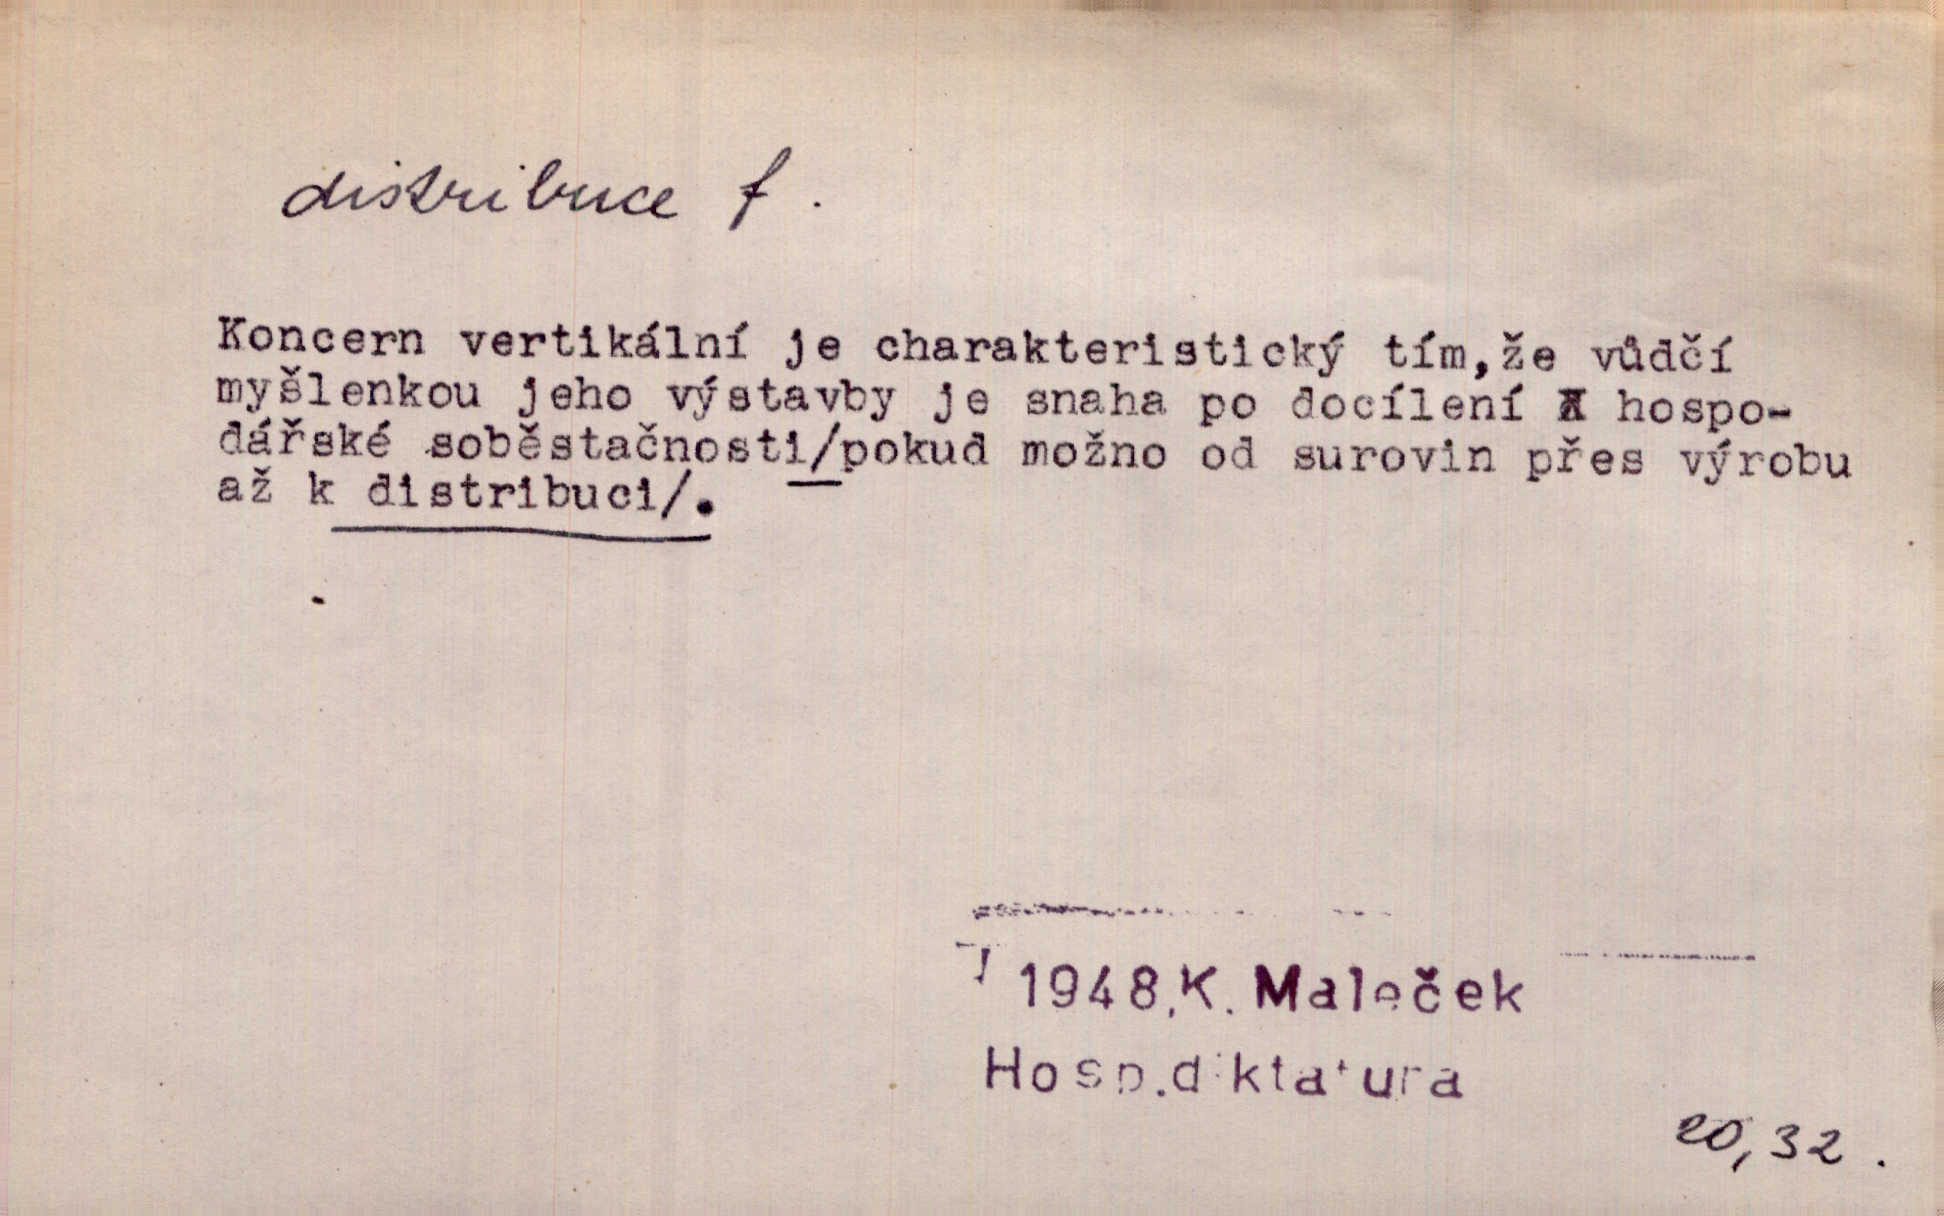 distribuce f.
Koncern vertikální je charakteristický tím,že vůdčí
myšlenkou jeho výstavby je snaha po docílení hospo-
dářské soběstačnosti/pokud možno od surovin přes výrobu
až k distribuci/.
1948,K. Maleček
Hosp.diktatura
20,32.